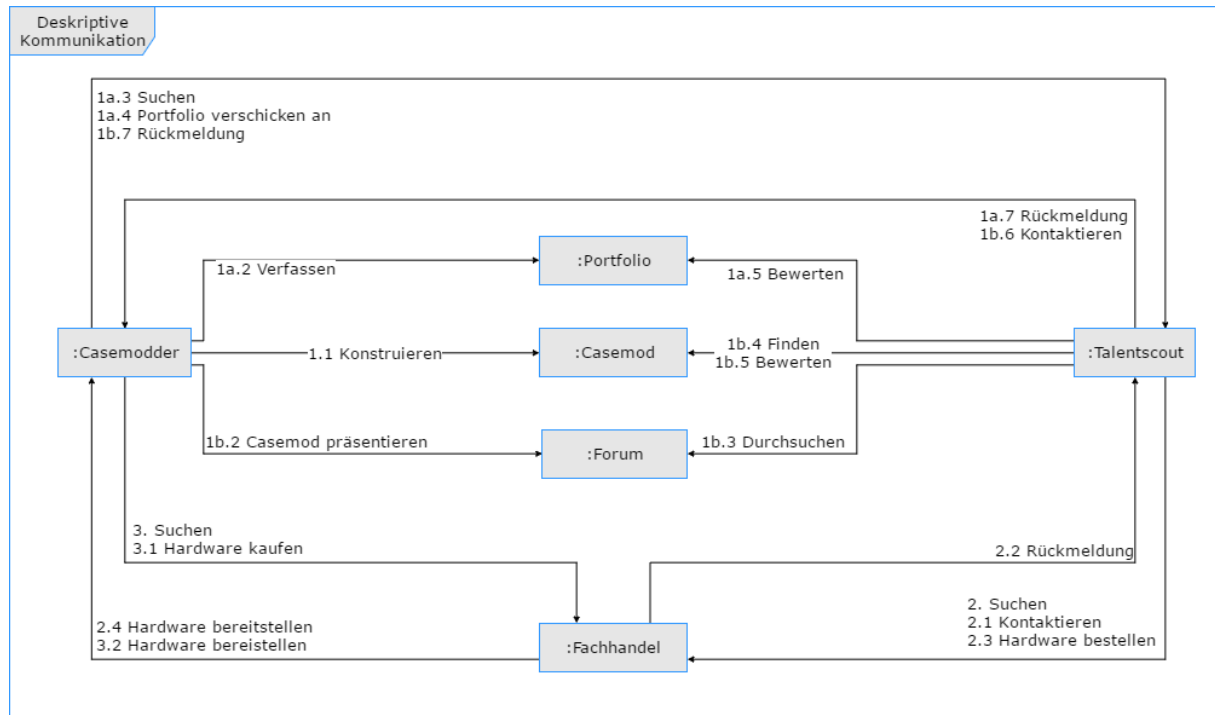 Deskriptive
Kommunikation
1a.3 Suchen
1a.4 Portfolio verschicken an
1b.7 Rückmeldung
1a.7 Rückmeldung
1b.6 Kontaktieren
1a.2 Verfassen
:Portfolio
1a.5 Bewerten
:Casemodder
1.1 Konstruieren
:Casemod
1b.4 Finden
1b.5 Bewerten
:Talentscout
1b.2 Casemod präsentieren
:Forum
1b.3 Durchsuchen
3. Suchen
3.1 Hardware kaufen
2.2 Rückmeldung
2.4 Hardware bereitstellen
3.2 Hardware bereistellen
:Fachhandel
2. Suchen
2.1 Kontaktieren
2.3 Hardware bestellen